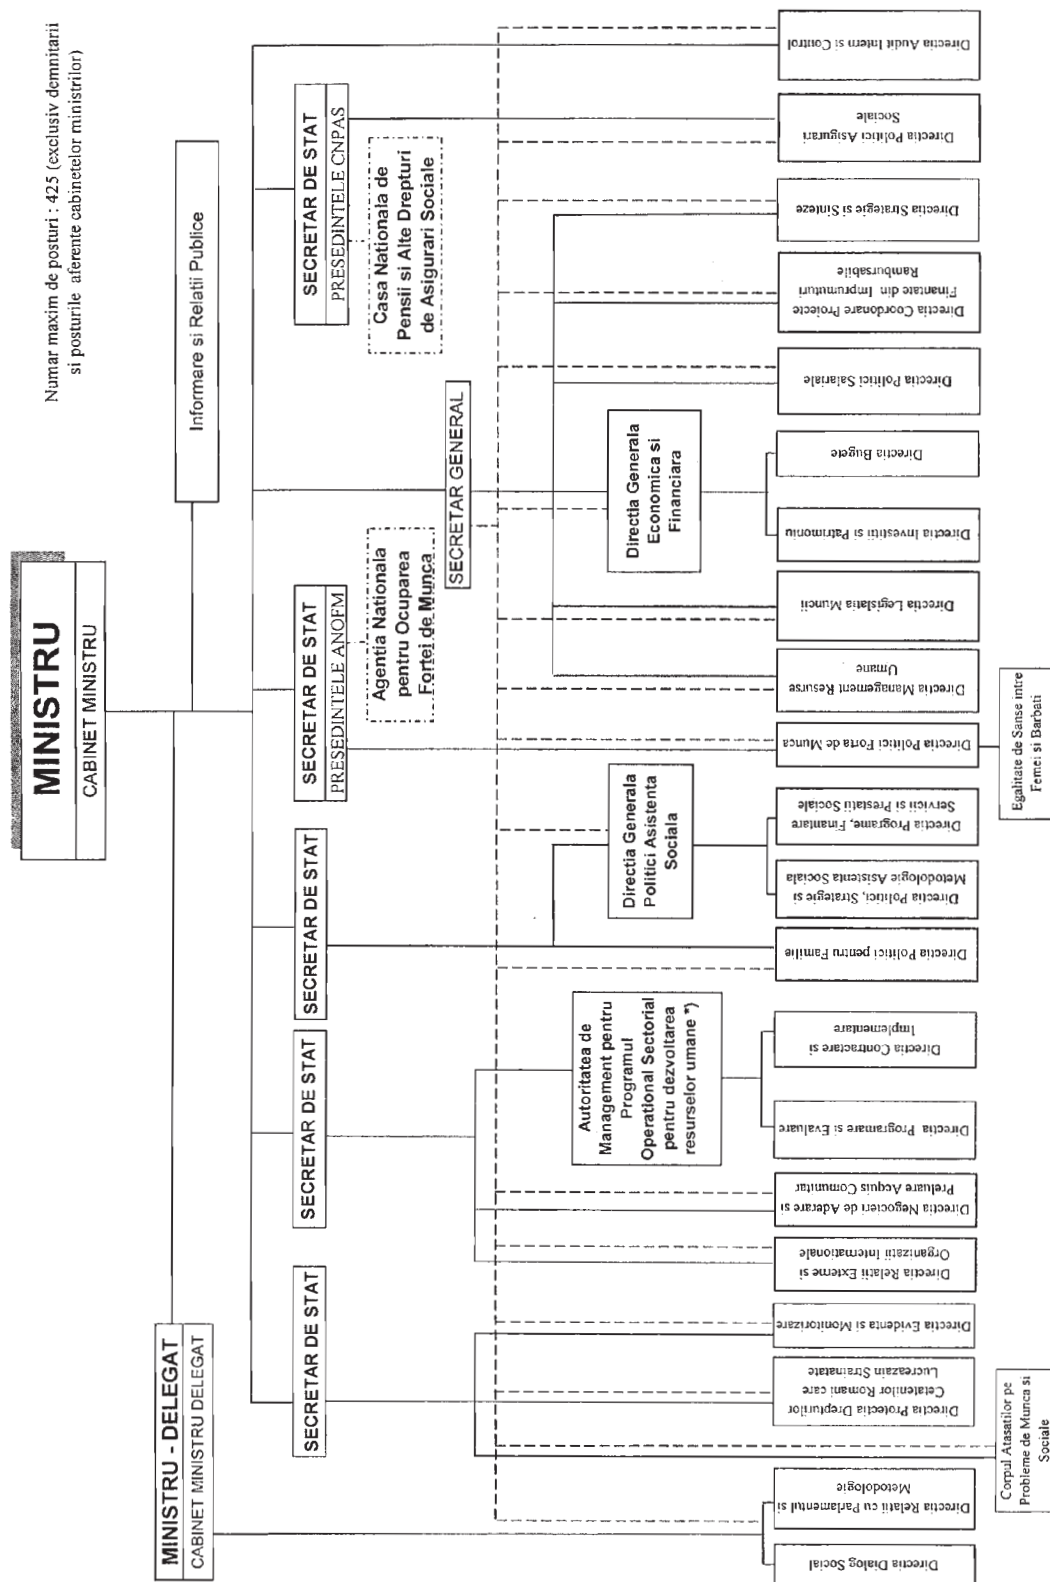 Numar maxim de posturi : 425 (exclusiv demnitarii
si posturile aferente cabinetelor ministrilor)
MINISTRU
CABINET MINISTRU
MINISTRU - DELEGAT
CABINET MINISTRU DELEGAT
Informare si Relatii Publice
SECRETAR DE STAT
SECRETAR DE STAT
SECRETAR DE STAT
SECRETAR DE STAT
PRESEDINTELE ANOFM
SECRETAR DE STAT
PRESEDINTELE CNPAS
Agentia Nationala
pentru Ocuparea
Fortei de Munca
Casa Nationala de
Pensii si Alte Drepturi
de Asigurari Sociale
SECRETAR GENERAL
Autoritatea de
Management pentru
Programul
Operational Sectorial
pentru dezvoltarea
resurselor umane *)
Directia Generala
Politici Asistenta
Sociala
Directia Generala
Economica si
Financiara
Directia Dialog Social
Directia Relatii cu Parlamentul si
Metodologie
Directia Protectia Drepturilor
Cetatenilor Romani care
Lucreazain Strainatate
Directia Evidenta si Monitorizare
Directia Relatii Externe si
Organizatii Internationale
Directia Negocieri de Aderare si
Preluare Acquis Comunitar
Directia Programare si Evaluare
Directia Contractare si
Implementare
Directia Politici pentru Familie
Directia Politici, Strategii si
Metodologie Asistenta Sociala
Directia Programe, Finantare
Servicii si Prestatii Sociale
Directia Politici Forta de Munca
Directia Management Resurse
Umane
Directia Legislatia Muncii
Directia Investitii si Patrimoniu
Directia Bugete
Directia Politici Salariale
Directia Coordonare Proiecte
Finantate din Imprumuturi
Rambursabile
Directia Strategii si Sinteze
Directia Politici Asigurari
Sociale
Directia Audit Intern si Control
Corpul Atasatilor pe
Probleme de Munca si
Sociale
Egalitate de Sanse intre
Femei si Barbati